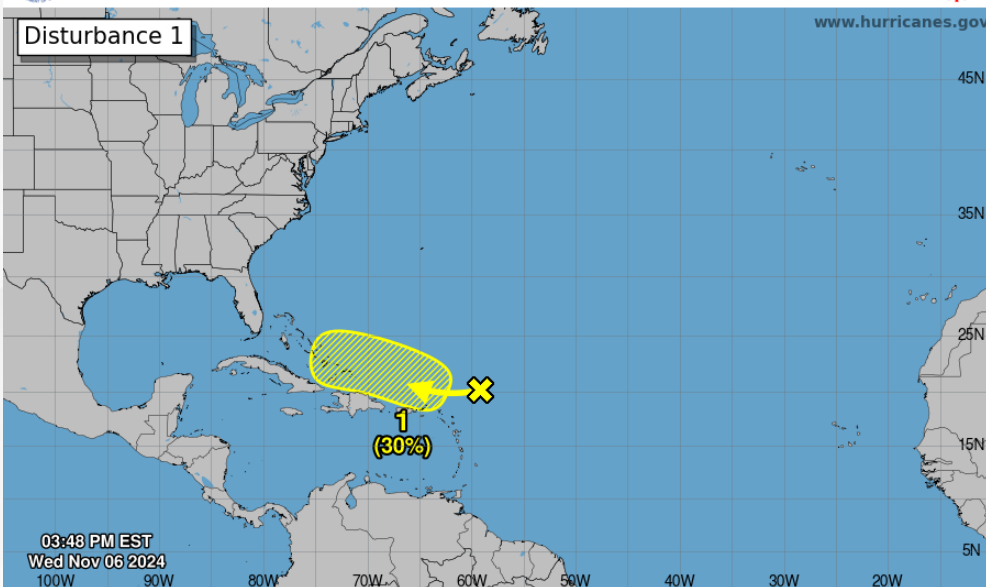 Disturbance 1
www.hurricanes.gov
45N
35N
25N
1
(30%)
15N
03:48 PM EST
Wed Nov 06 2024
5N
100W
90W
80W
70W
60W
50W
40W
30W
20W